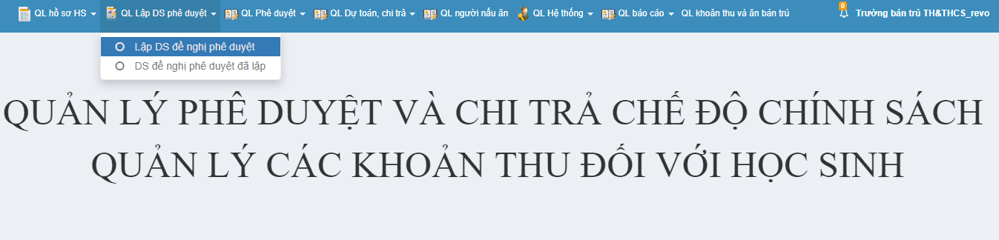 QL hồ sơ HS QL Lập DS phê duyệt QL Phê duyệt QL Dự toán, chi trả QL người nấu ăn QL Hệ thống QL báo cáo QL khoản thu và ăn bán trú 0 Trường bán trú TH&THCS_revo
Lập DS đề nghị phê duyệt
DS đề nghị phê duyệt đã lập
QUẢN LÝ PHÊ DUYỆT VÀ CHI TRẢ CHẾ ĐỘ CHÍNH SÁCH
QUẢN LÝ CÁC KHOẢN THU ĐỐI VỚI HỌC SINH